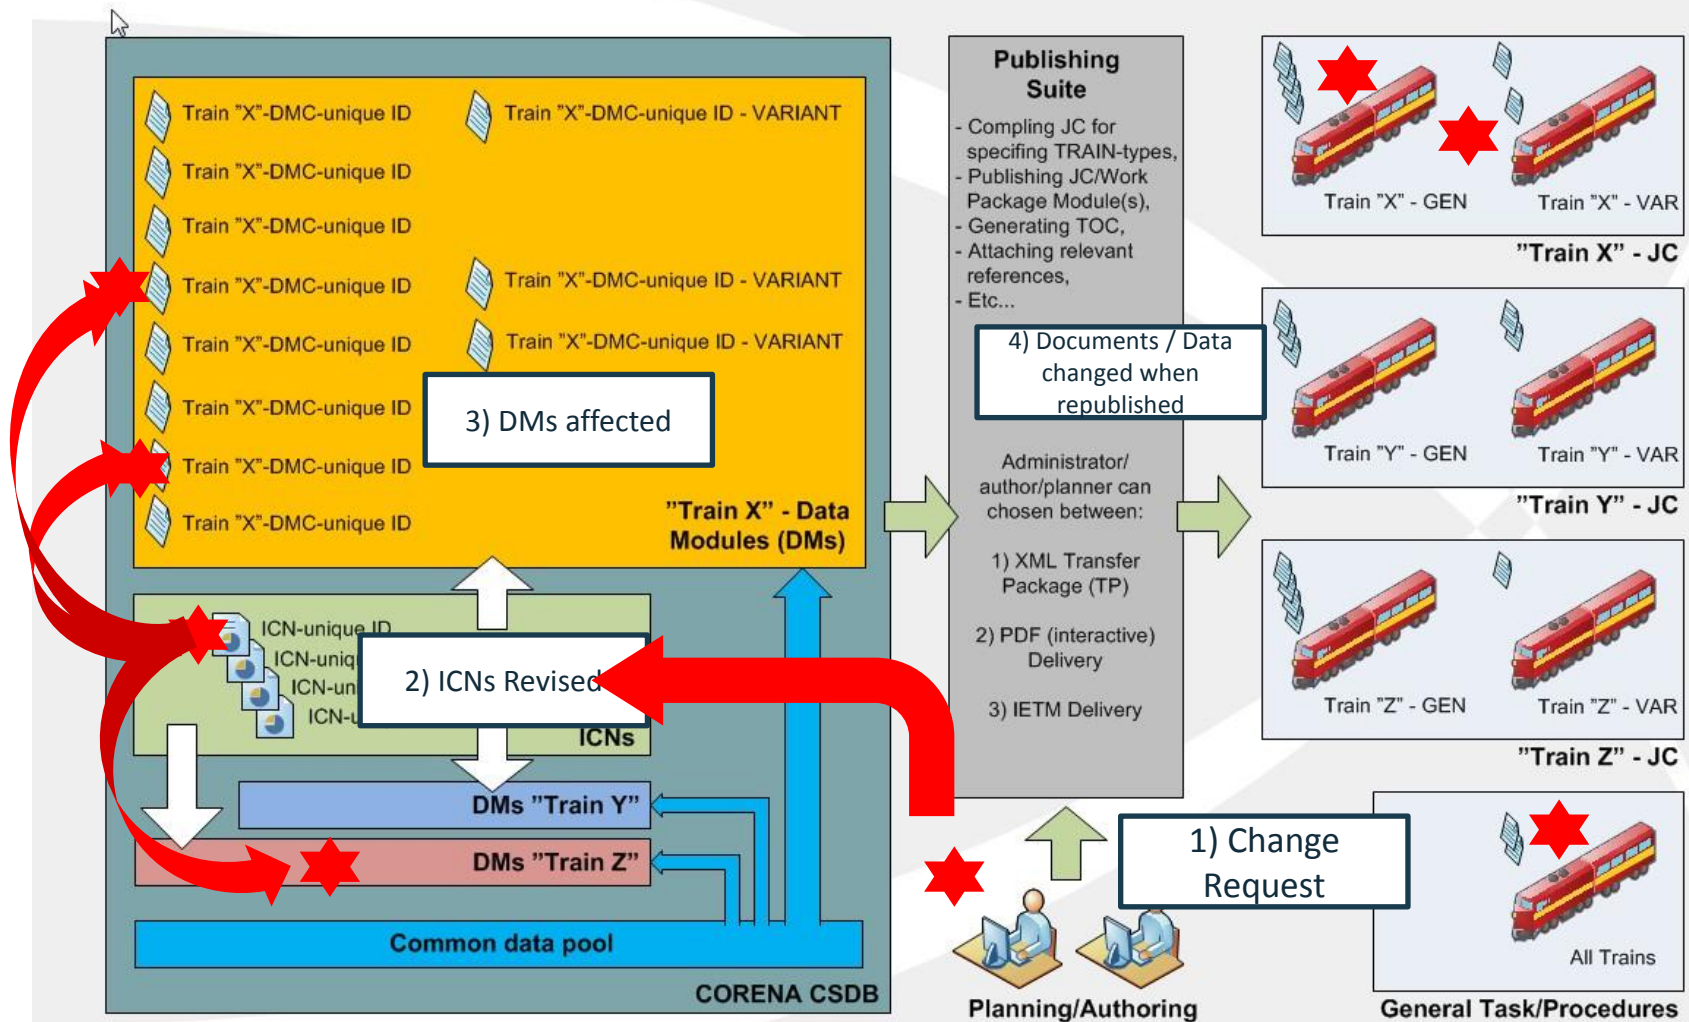 Train "X"-DMC-unique ID
Train "X"-DMC-unique ID - VARIANT
Train "X"-DMC-unique ID
Train "X"-DMC-unique ID
Train "X"-DMC-unique ID
Train "X"-DMC-unique ID - VARIANT
Train "X"-DMC-unique ID
Train "X"-DMC-unique ID - VARIANT
Train "X"-DMC-unique ID
3) DMs affected
Train "X"-DMC-unique ID
Train "X"-DMC-unique ID
"Train X" - Data
Modules (DMs)
ICN-unique ID
ICN-uniq
ICN-un
ICN-u
2) ICNs Revised
ICNs
DMs "Train Y"
DMs "Train Z"
Common data pool
CORENA CSDB
Publishing
Suite
- Compling JC for
specifing TRAIN-types,
- Publishing JC/Work
Package Module(s),
- Generating TOC,
- Attaching relevant
references,
- Etc...
4) Documents / Data
changed when
republished
Administrator/
author/planner can
chosen between:
1) XML Transfer
Package (TP)
2) PDF (interactive)
Delivery
3) IETM Delivery
1) Change
Request
Planning/Authoring
Train "X" - GEN
Train "X" - VAR
"Train X" - JC
Train "Y" - GEN
Train "Y" - VAR
"Train Y" - JC
Train "Z" - GEN
Train "Z" - VAR
"Train Z" - JC
All Trains
General Task/Procedures